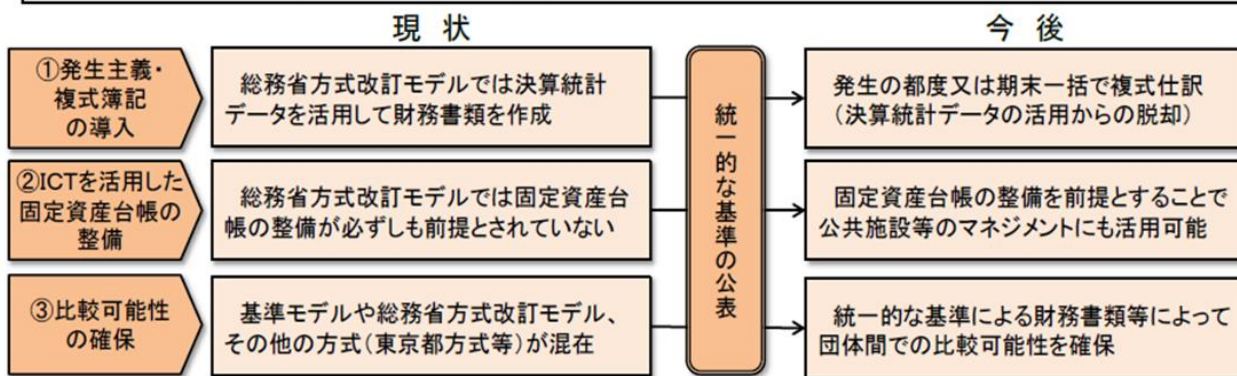 現 状
今 後
①発生主義・
複式簿記
の導入
総務省方式改訂モデルでは決算統計
データを活用して財務書類を作成
発生の都度又は期末一括で複式仕訳
（決算統計データの活用からの脱却）
②ICTを活用した
固定資産台帳の
整備
総務省方式改訂モデルでは固定資産台
帳の整備が必ずしも前提とされていない
固定資産台帳の整備を前提とすることで
公共施設等のマネジメントにも活用可能
③比較可能性
の確保
基準モデルや総務省方式改訂モデル、
その他の方式（東京都方式等）が混在
統一的な基準による財務書類等によって
団体間での比較可能性を確保
統一的な基準の公表